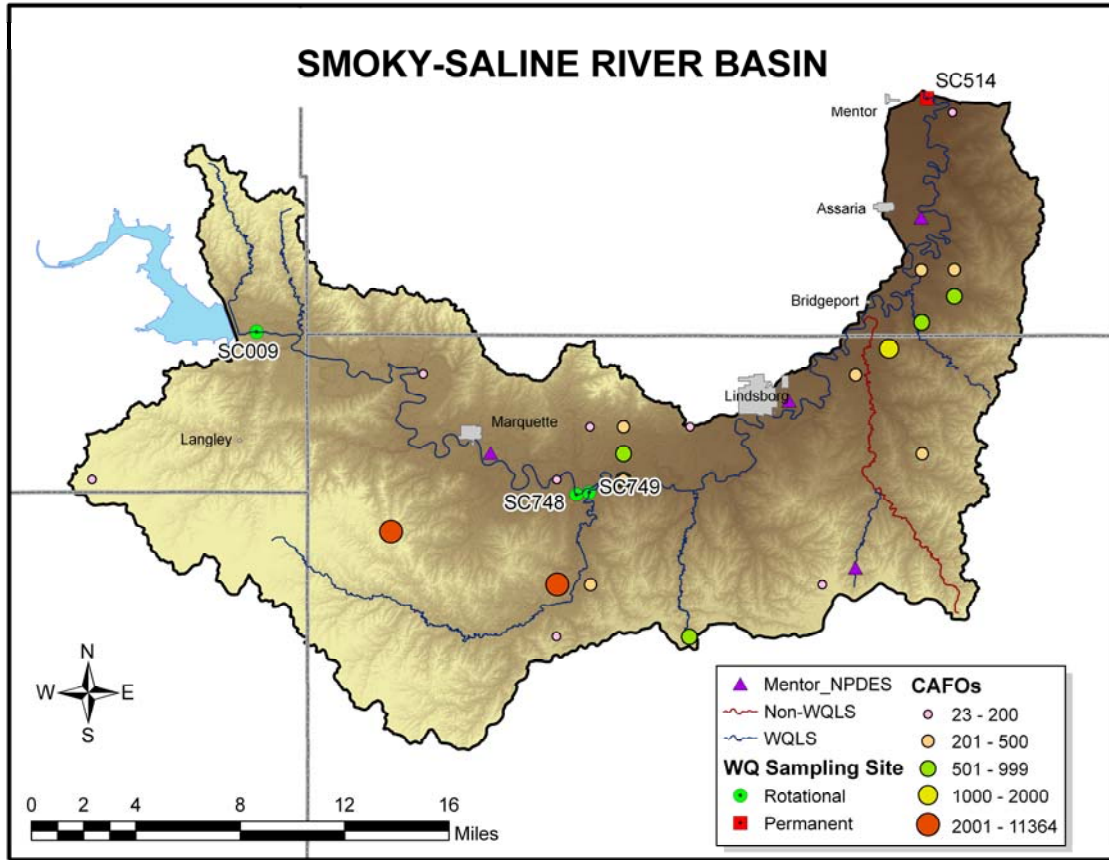 SMOKY-SALINE RIVER BASIN
SC514
Mentor
Assaria
Bridgeport
SC009
Lindsborg
Marquette
Langley
SC749
SC748
N
W E
S
0 2 4 8 12 16
Miles
Mentor_NPDES
Non-WQLS
WQLS
WQ Sampling Site
Rotational
Permanent
CAFOs
23 - 200
201 - 500
501 - 999
1000 - 2000
2001 - 11364